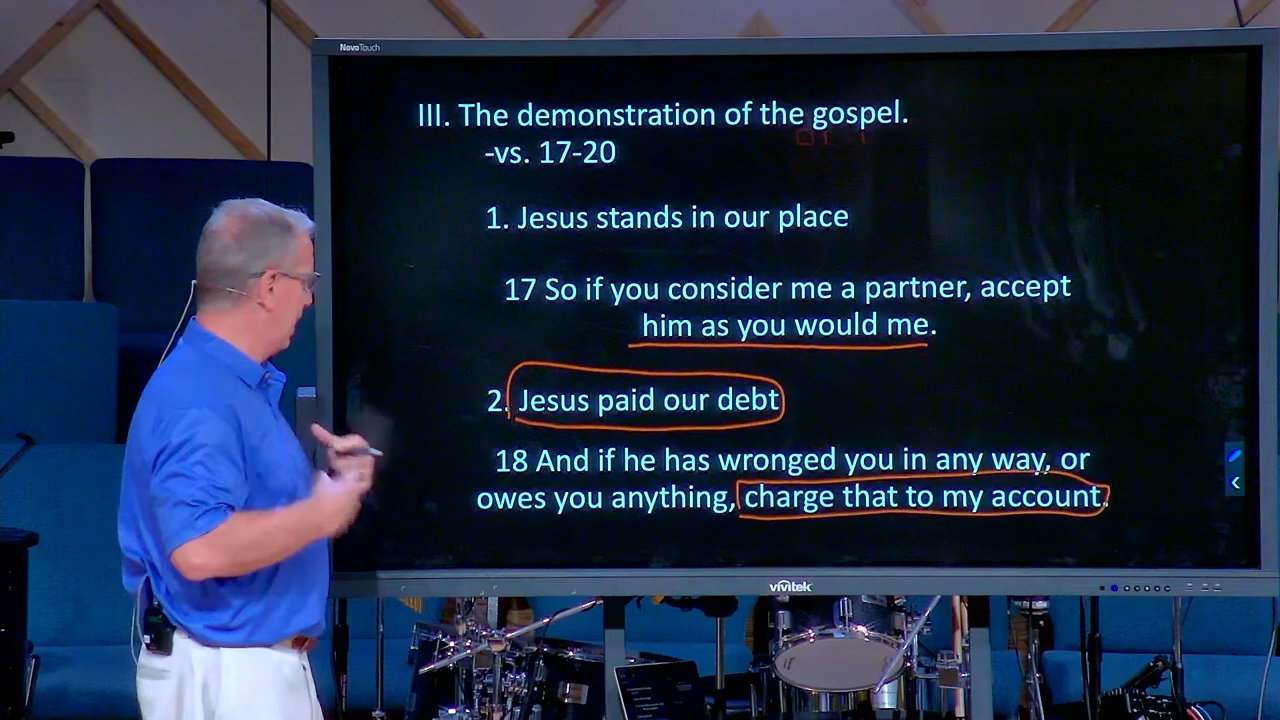 NovoTouch
III. The demonstration of the gospel.
-vs. 17-20
1. Jesus stands in our place
17 So if you consider me a partner, accept
him as you would me.
2. Jesus paid our debt
18 And if he has wronged you in any way, or
owes you anything, charge that to my account.
vivitek